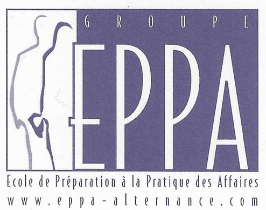 GROUPE
EPPA
Ecole de Préparation à la Pratique des Affaires
www.eppa-alternance.com